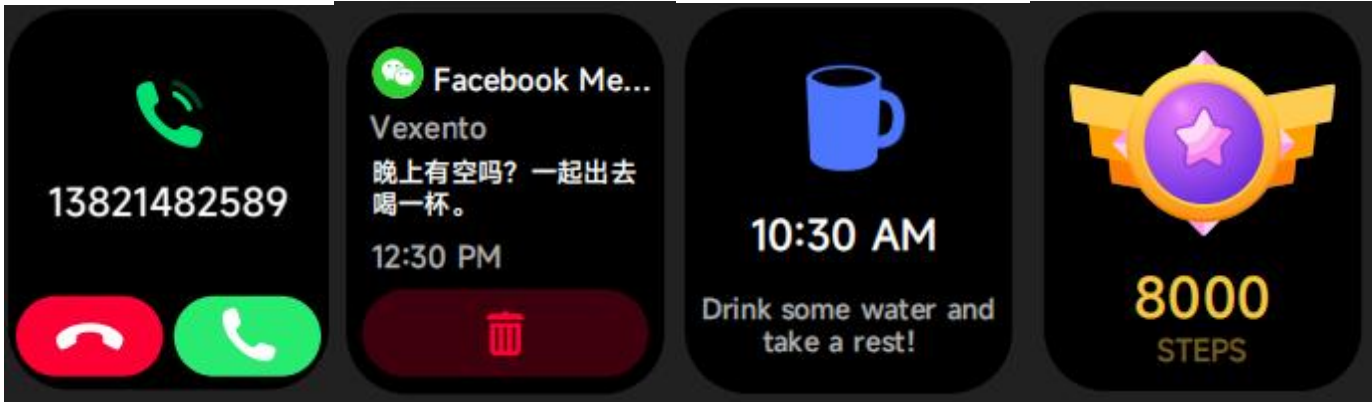 13821482589
Facebook Me...
Vexento
晚上有空吗？一起出去
喝一杯。
12:30 PM
10:30 AM
Drink some water and
take a rest!
8000
STEPS